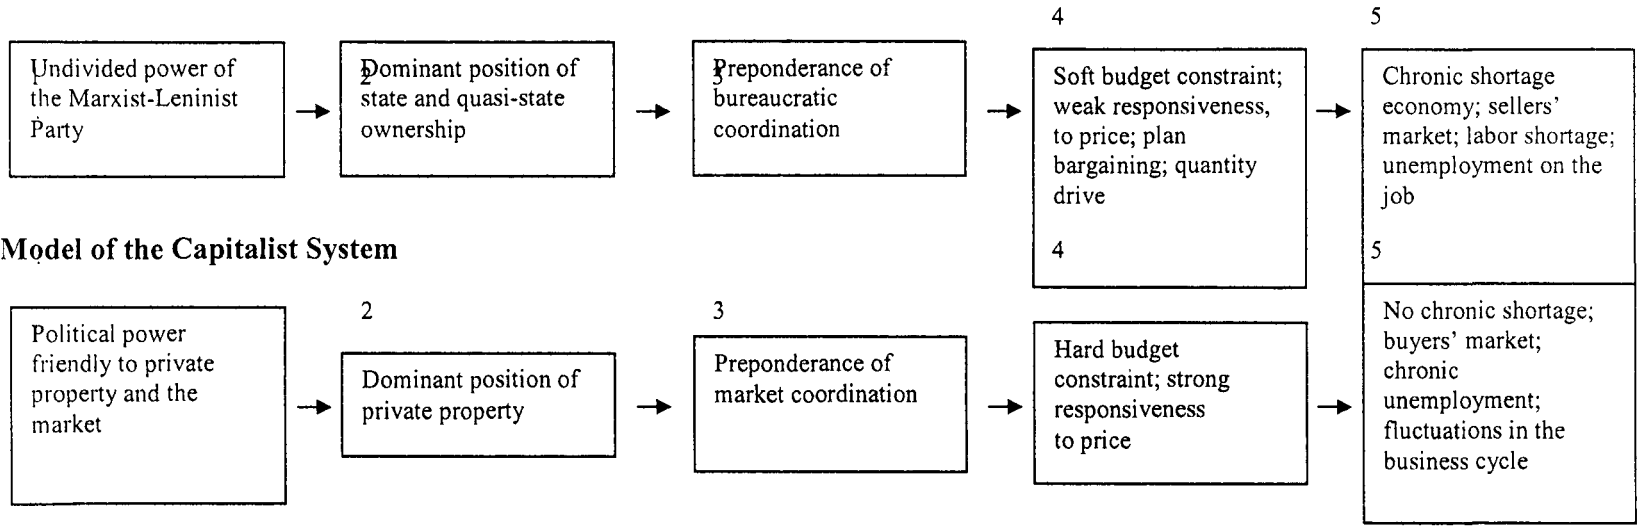 4
5
1
Undivided power of
the Marxist-Leninist
Party
2
Dominant position of
state and quasi-state
ownership
3
Preponderance of
bureaucratic
coordination
Soft budget constraint;
weak responsiveness,
to price; plan
bargaining; quantity
drive
Chronic shortage
economy; sellers'
market; labor shortage;
unemployment on the
job
Model of the Capitalist System
4
5
2
3
Political power
friendly to private
property and the
market
Dominant position of
private property
Preponderance of
market coordination
Hard budget
constraint; strong
responsiveness
to price
No chronic shortage;
buyers' market;
chronic
unemployment;
fluctuations in the
business cycle